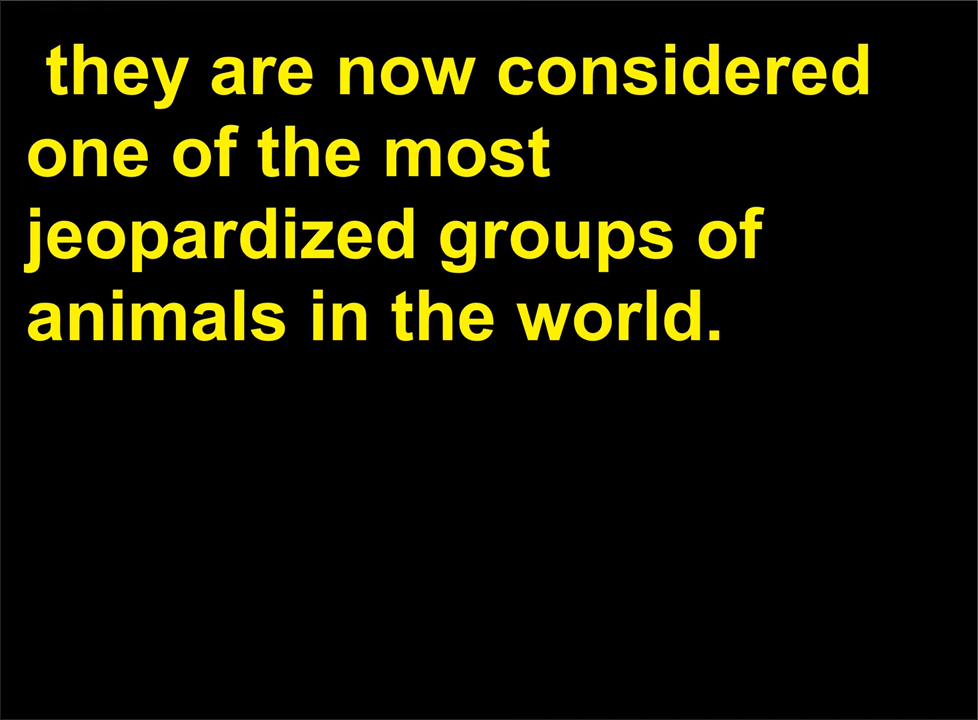 they are now considered
one of the most
jeopardized groups of
animals in the world.